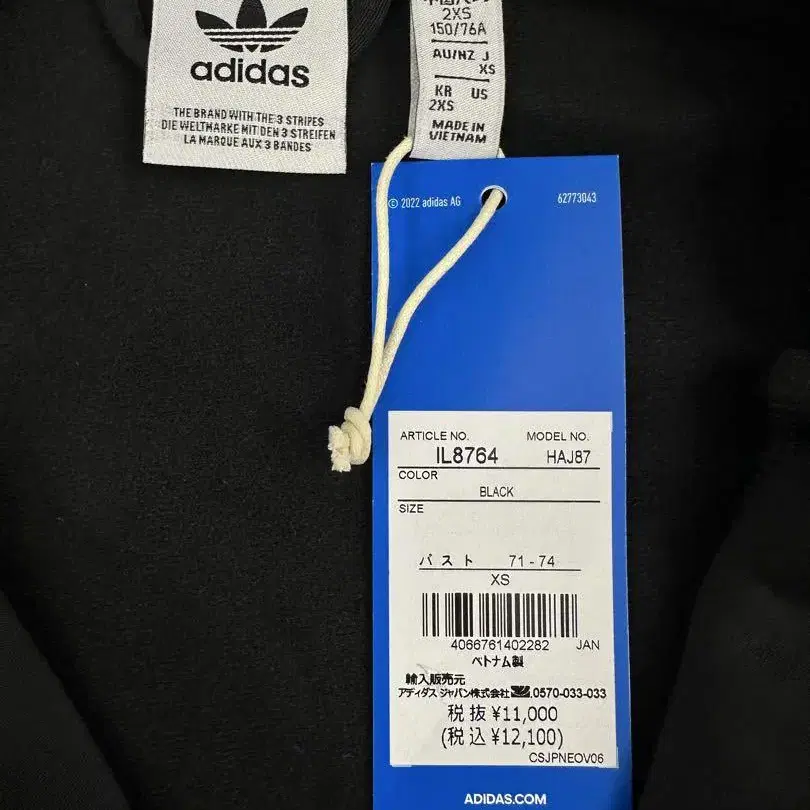 adidas
THE BRAND WITH THE 3 STRIPES
DIE WELTMARKE MIT DEN 3 STREIFEN
LA MARQUE AUX 3 BANDES
2XS
150/76A
AU/NZ J
XS
KR US
2XS
MADE IN
VIETNAM
© 2022 adidas AG 62773043
ARTICLE NO. MODEL NO.
IL8764 HAJ87
COLOR
BLACK
SIZE
バスト 71-74
XS
4066761402282 JAN
ベトナム製
輸入販売元
アディダス ジャパン株式会社 0570-033-033
税抜¥11,000
(税込¥12,100)
CSJPNEOV06
ADIDAS.COM